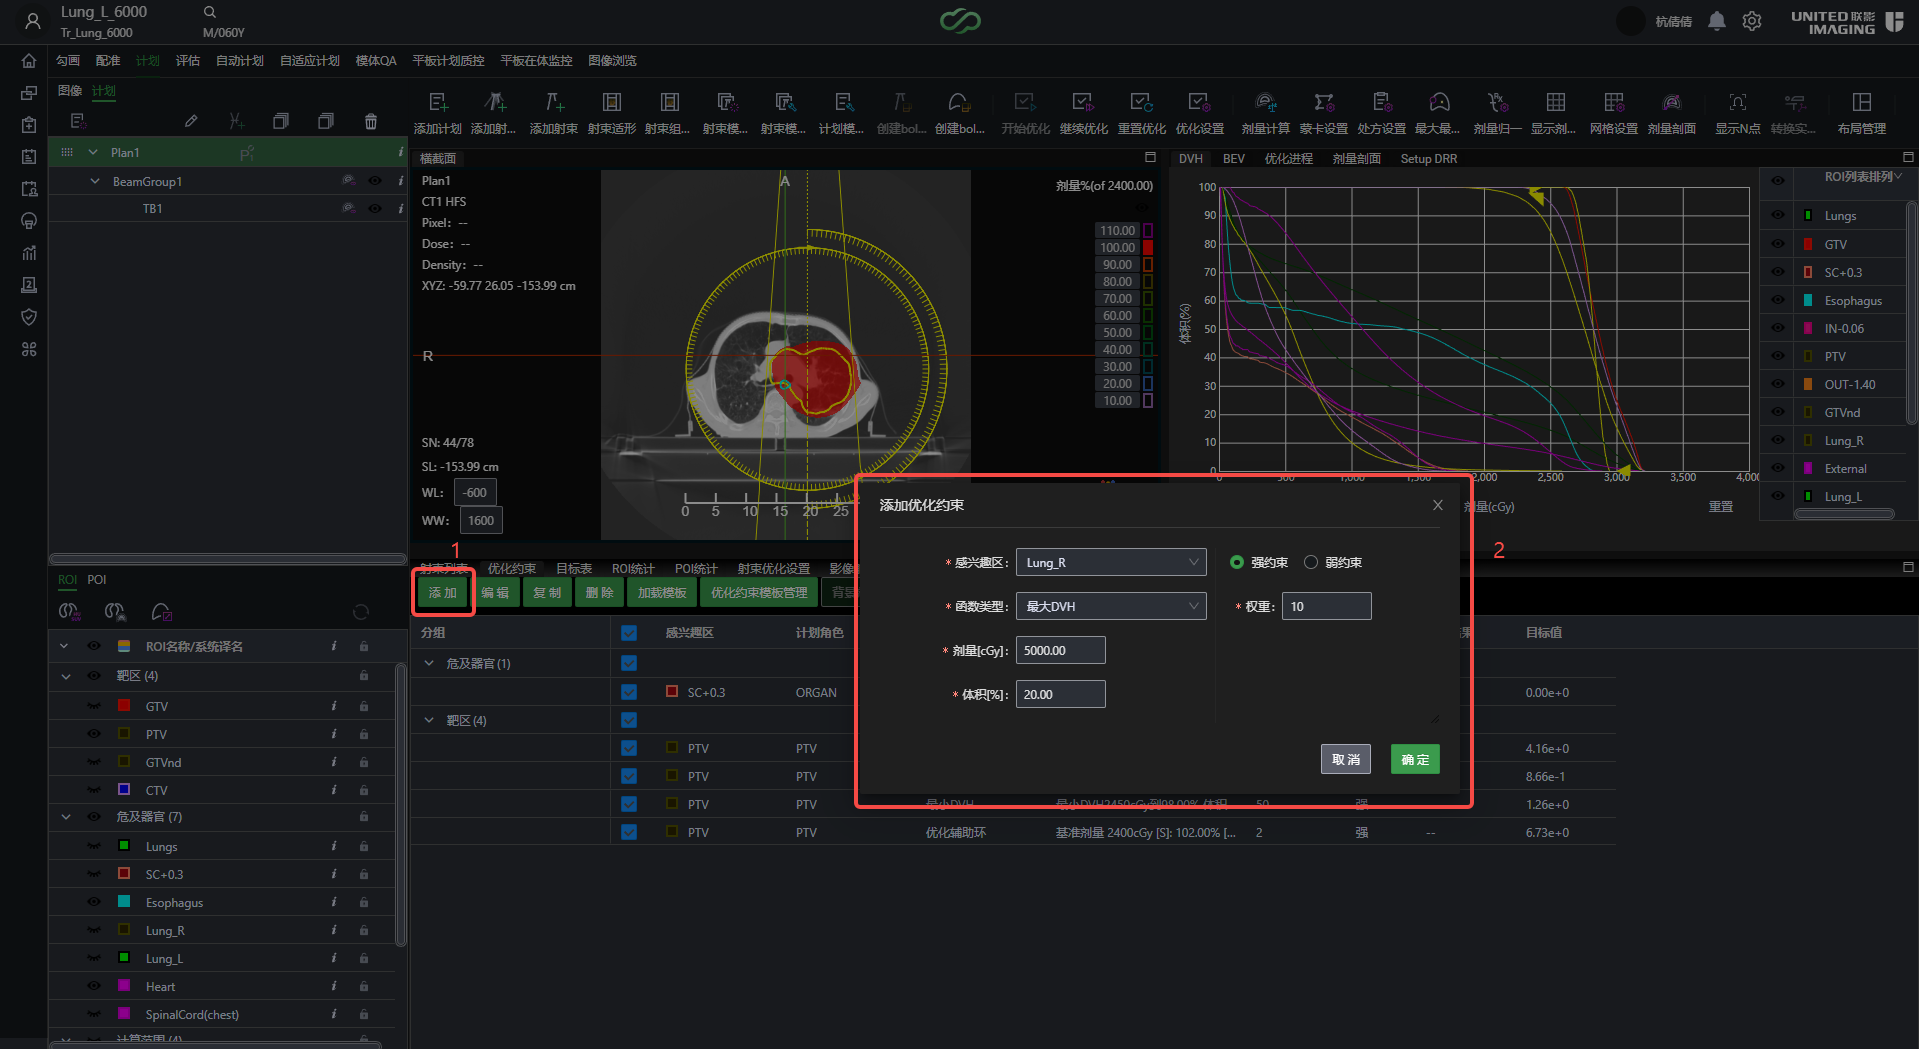 Lung_L_6000
Tr_Lung_6000
M/060Y
杭倩倩
UNITED 联影
IMAGING
勾画 配准 计划 评估 自动计划 自适应计划 模体QA 平板计划质控 平板在体监控 图像浏览
图像 计划
添加计划 添加射... 添加射束 射束适形 射束组... 射束模... 射束模... 计划模... 创建bol... 创建bol... 开始优化 继续优化 重置优化 优化设置 剂量计算 蒙卡设置 处方设置 最大最... 剂量归一 显示剂... 网格设置 剂量剖面 显示N点 转换实... 布局管理
Plan1
BeamGroup1
TB1
横截面
Plan1
CT1 HFS
Pixel: --
Dose: --
Density: --
XYZ: -59.77 26.05 -153.99 cm
A
R
剂量%(of 2400.00)
110.00
100.00
90.00
80.00
70.00
60.00
50.00
40.00
30.00
20.00
10.00
SN: 44/78
SL: -153.99 cm
WL: -600
WW: 1600
0 5 10 15 20 25
DVH BEV 优化进程 剂量剖面 Setup DRR
体积(%)
100
90
80
70
60
50
40
30
20
10
0
0 500 1,000 1,500 2,000 2,500 3,000 3,500 4,000
剂量(cGy)
重置
ROI列表排列
Lungs
GTV
SC+0.3
Esophagus
IN-0.06
PTV
OUT-1.40
GTVnd
Lung_R
External
Lung_L
1
2
射束列表 优化约束 目标表 ROI统计 POI统计 射束优化设置 影像
添加 编辑 复制 删除 加载模板 优化约束模板管理 背景
分组 感兴趣区 计划角色 目标值
危及器官 (1)
SC+0.3 ORGAN 0.00e+0
靶区 (4)
PTV PTV 4.16e+0
PTV PTV 8.66e-1
PTV PTV 最小DVH 最小DVH2450cGy到98.00% 体积 50 强 1.26e+0
PTV PTV 优化辅助环 基准剂量 2400cGy [S]: 102.00% [... 2 强 -- 6.73e+0
添加优化约束
* 感兴趣区: Lung_R
强约束 弱约束
* 函数类型: 最大DVH
* 权重: 10
* 剂量[cGy]: 5000.00
* 体积[%]: 20.00
取消 确定
ROI POI
ROI名称/系统译名
靶区 (4)
GTV
PTV
GTVnd
CTV
危及器官 (7)
Lungs
SC+0.3
Esophagus
Lung_R
Lung_L
Heart
SpinalCord(chest)
计算范围 (4)